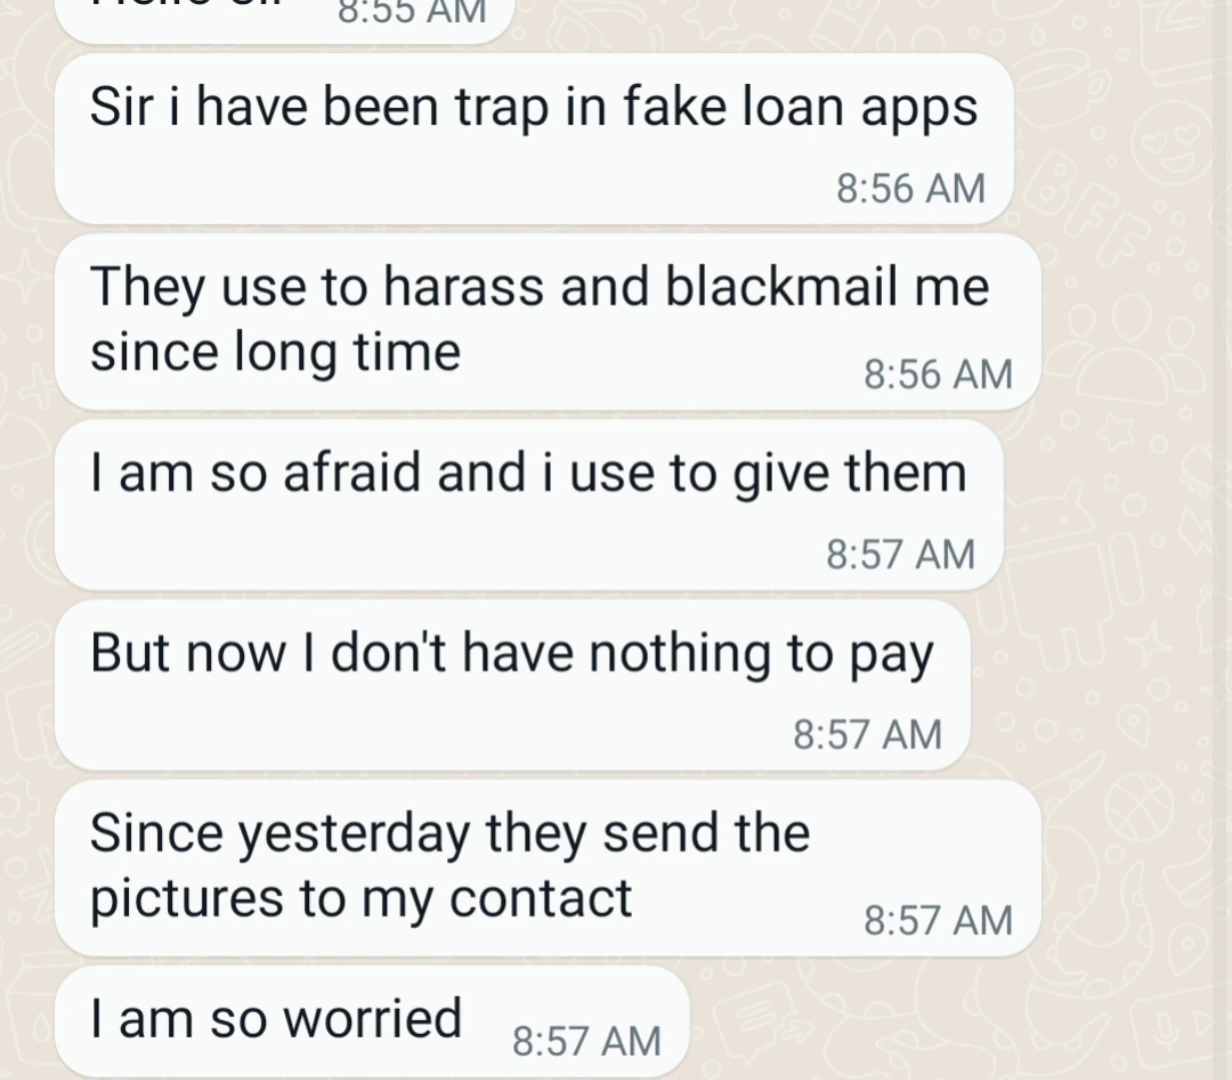 8:55 AM
Sir i have been trap in fake loan apps
8:56 AM
They use to harass and blackmail me
since long time
8:56 AM
I am so afraid and i use to give them
8:57 AM
But now I don't have nothing to pay
8:57 AM
Since yesterday they send the
pictures to my contact
8:57 AM
I am so worried 8:57 AM